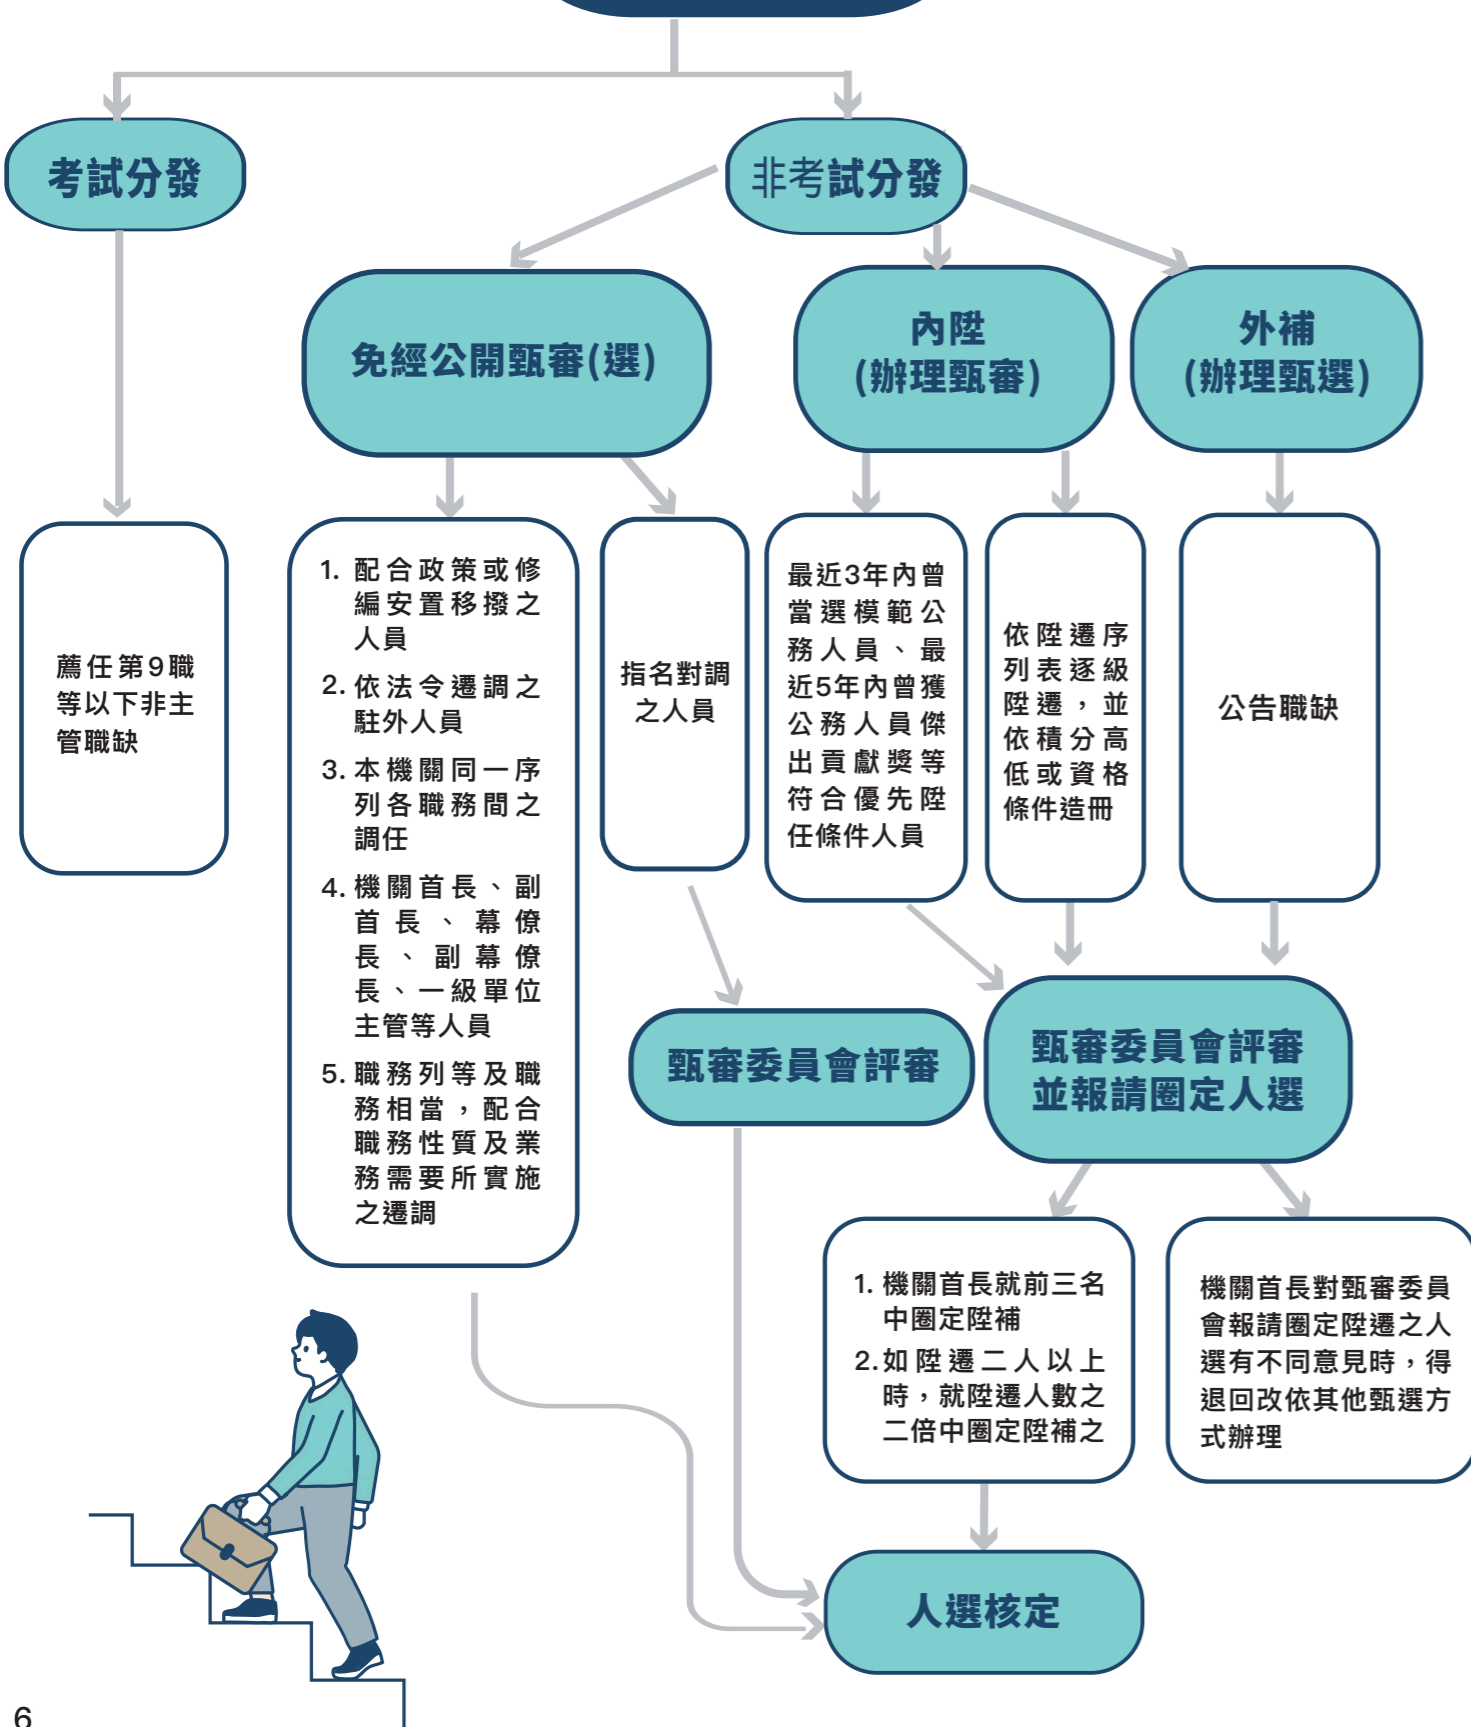 考試分發
非考試分發
免經公開甄審(選)
內陞
(辦理甄審)
外補
(辦理甄選)
薦任第9職
等以下非主
管職缺
1. 配合政策或修
編安置移撥之
人員
2. 依法令遷調之
駐外人員
3. 本機關同一序
列各職務間之
調任
4. 機關首長、副
首長、幕僚
長、副幕僚
長、一級單位
主管等人員
5. 職務列等及職
務相當，配合
職務性質及業
務需要所實施
之遷調
指名對調
之人員
最近3年內曾
當選模範公
務人員、最
近5年內曾獲
公務人員傑
出貢獻獎等
符合優先陞
任條件人員
依陞遷序
列表逐級
陞遷，並
依積分高
低或資格
條件造冊
公告職缺
甄審委員會評審
甄審委員會評審
並報請圈定人選
1. 機關首長就前三名
中圈定陞補
2. 如陞遷二人以上
時，就陞遷人數之
二倍中圈定陞補之
機關首長對甄審委員
會報請圈定陞遷之人
選有不同意見時，得
退回改依其他甄選方
式辦理
人選核定
6